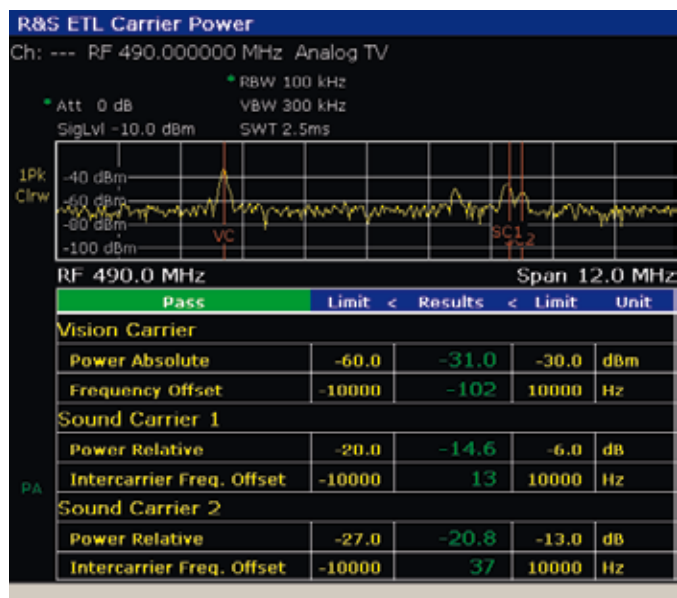 R&S ETL Carrier Power
Ch: --- RF 490.000000 MHz Analog TV
* RBW 100 kHz
* Att 0 dB VBW 300 kHz
SigLvl -10.0 dBm SWT 2.5ms
1Pk
Clrw
-40 dBm
-60 dBm
-80 dBm
-100 dBm
VC
SC1
2
RF 490.0 MHz Span 12.0 MHz
Pass Limit < Results < Limit Unit
Vision Carrier
Power Absolute -60.0 -31.0 -30.0 dBm
Frequency Offset -10000 -102 10000 Hz
Sound Carrier 1
Power Relative -20.0 -14.6 -6.0 dB
Intercarrier Freq. Offset -10000 13 10000 Hz
PA
Sound Carrier 2
Power Relative -27.0 -20.8 -13.0 dB
Intercarrier Freq. Offset -10000 37 10000 Hz